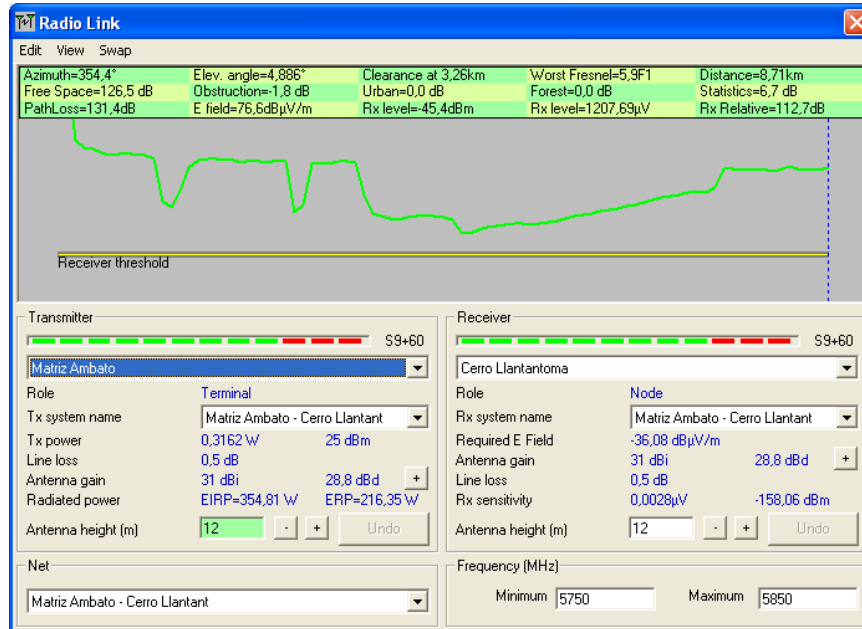 Radio Link
Edit View Swap
Azimuth=354,4° Elev. angle=4,886° Clearance at 3,26km Worst Fresnel=5,9F1 Distance=8,71km
Free Space=126,5 dB Obstruction=-1,8 dB Urban=0,0 dB Forest=0,0 dB Statistics=6,7 dB
PathLoss=131,4dB E field=76,6dBµV/m Rx level=-45,4dBm Rx level=1207,69µV Rx Relative=112,7dB
Receiver threshold
Transmitter
S9+60
Matriz Ambato
Role Terminal
Tx system name Matriz Ambato - Cerro Llantant
Tx power 0,3162 W 25 dBm
Line loss 0,5 dB
Antenna gain 31 dBi 28,8 dBd +
Radiated power EIRP=354,81 W ERP=216,35 W
Antenna height (m) 12 - + Undo
Net
Matriz Ambato - Cerro Llantant
Receiver
S9+60
Cerro Llantantoma
Role Node
Rx system name Matriz Ambato - Cerro Llantant
Required E Field -36,08 dBµV/m
Antenna gain 31 dBi 28,8 dBd +
Line loss 0,5 dB
Rx sensitivity 0,0028µV -158,06 dBm
Antenna height (m) 12 - + Undo
Frequency (MHz)
Minimum 5750 Maximum 5850